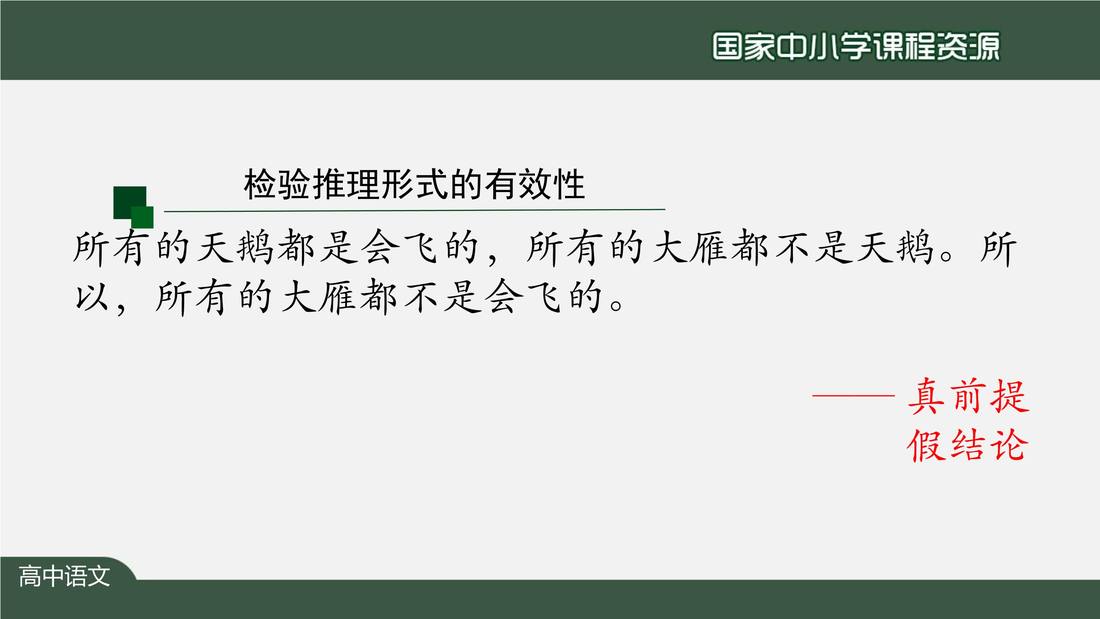 国家中小学课程资源
检验推理形式的有效性
所有的天鹅都是会飞的，所有的大雁都不是天鹅。所
以，所有的大雁都不是会飞的。
—— 真前提
假结论
高中语文